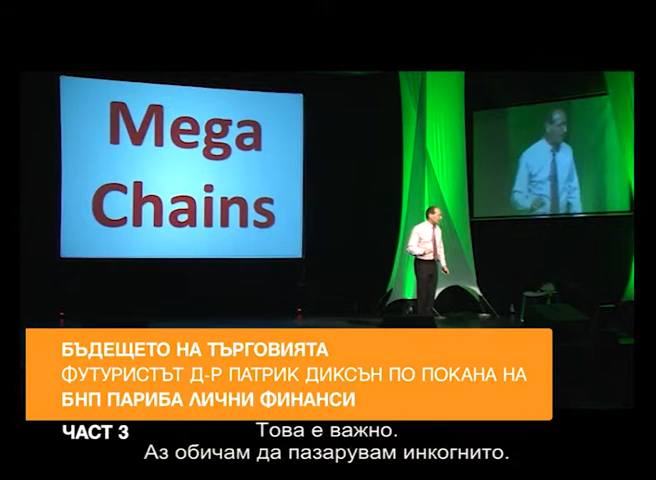 Mega
Chains
БЪДЕЩЕТО НА ТЪРГОВИЯТА
ФУТУРИСТЪТ Д-Р ПАТРИК ДИКСЪН ПО ПОКАНА НА
БНП ПАРИБА ЛИЧНИ ФИНАНСИ
ЧАСТ 3
Това е важно.
Аз обичам да пазарувам инкогнито.